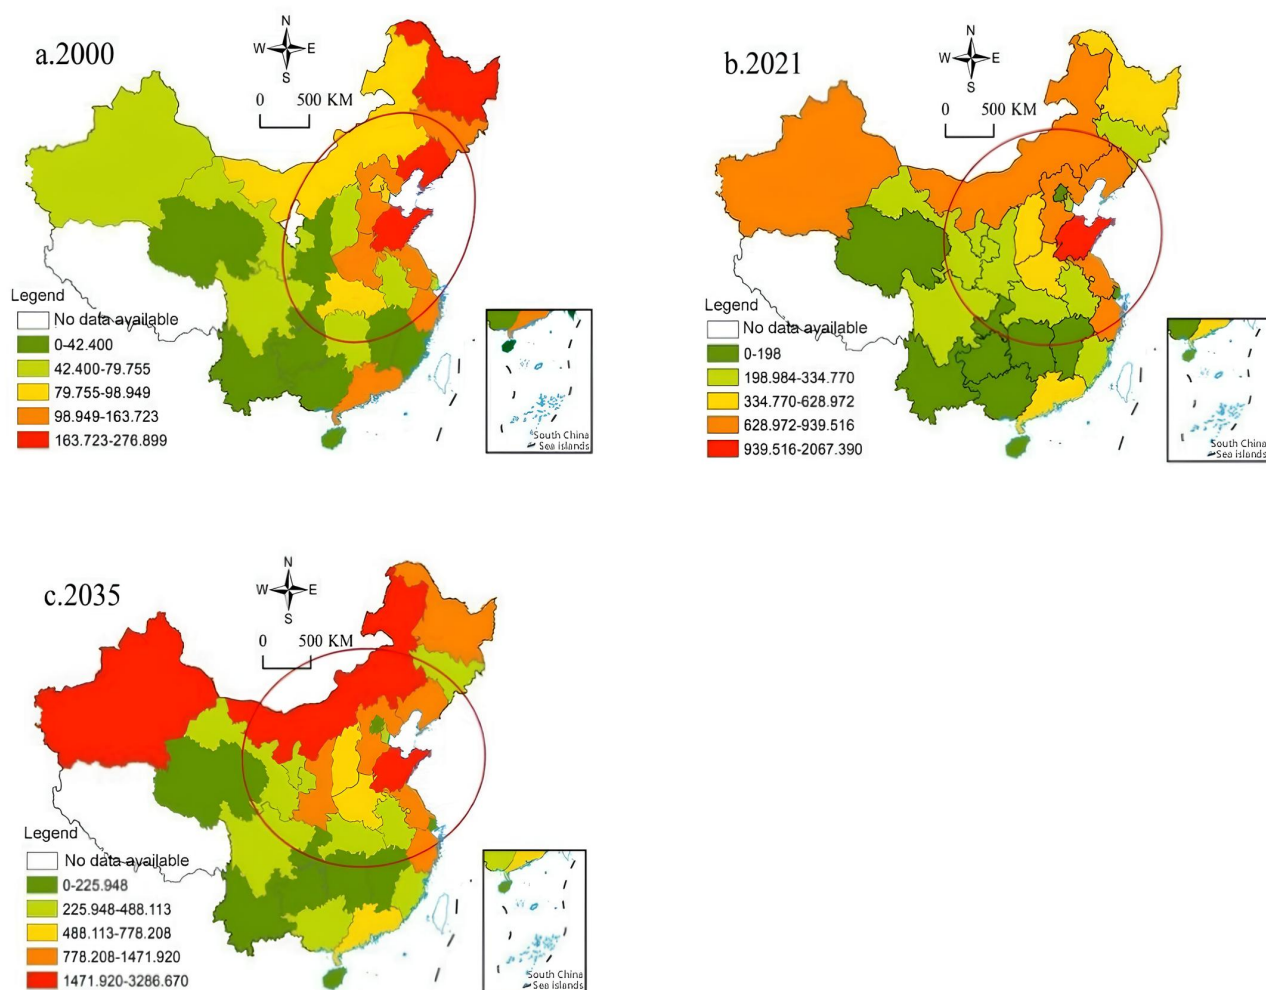 a.2000
N
W E
S
0 500 KM
Legend
No data available
0-42.400
42.400-79.755
79.755-98.949
98.949-163.723
163.723-276.899
South China
Sea islands
b.2021
N
W E
S
0 500 KM
Legend
No data available
0-198
198.984-334.770
334.770-628.972
628.972-939.516
939.516-2067.390
South China
Sea islands
c.2035
N
W E
S
0 500 KM
Legend
No data available
0-225.948
225.948-488.113
488.113-778.208
778.208-1471.920
1471.920-3286.670
South China
Sea islands